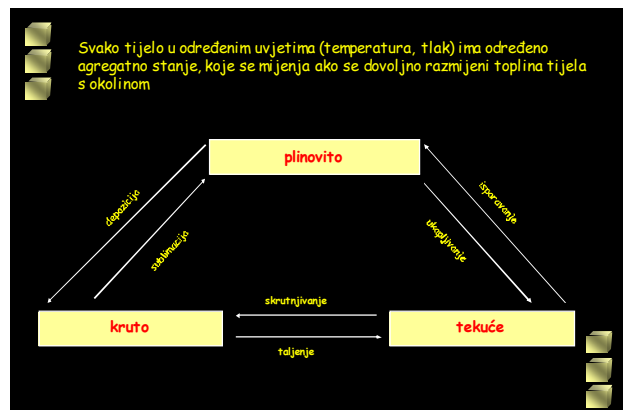 Svako tijelo u određenim uvjetima (temperatura, tlak) ima određeno
agregatno stanje, koje se mijenja ako se dovoljno razmijeni toplina tijela
s okolinom
plinovito
depozicija
sublimacija
isparavanje
ukapljivanje
skrutnjivanje
kruto
tekuće
taljenje